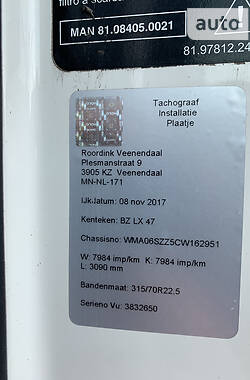 filtro a
MAN 81.08405.0021
auto
81.97812.24
Tachograaf
Installatie
Plaatje
Roordink Veenendaal
Plesmanstraat 9
3905 KZ Veenendaal
MN-NL-171
IJkdatum: 08 nov 2017
Kenteken: BZ LX 47
Chassisno: WMA06SZZ5CW162951
W: 7984 imp/km K: 7984 imp/km
L: 3090 mm
Bandenmaat: 315/70R22.5
Serieno Vu: 3832650